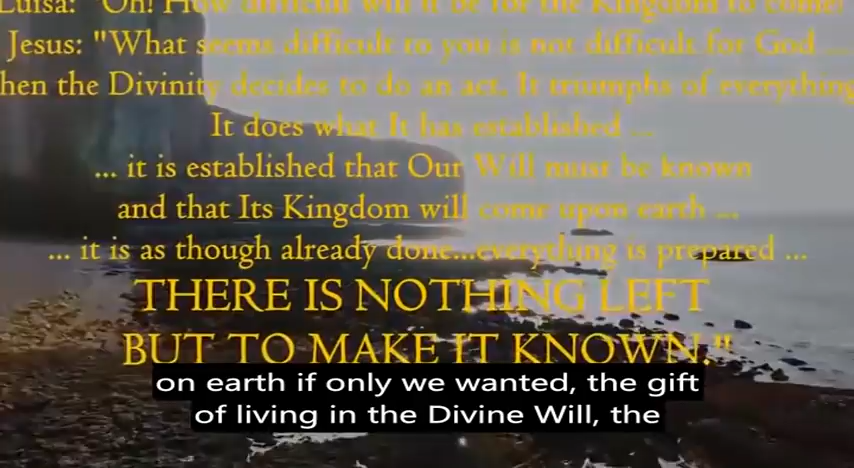 Luisa: "Oh! How difficult will it be for the Kingdom to come!
Jesus: "What seems difficult to you is not difficult for God ...
hen the Divinity decides to do an act, It triumphs of everything
It does what It has established ...
... it is established that Our Will must be known
and that Its Kingdom will come upon earth ...
... it is as though already done...everything is prepared ...
THERE IS NOTHING LEFT
BUT TO MAKE IT KNOWN."
on earth if only we wanted, the gift
of living in the Divine Will, the